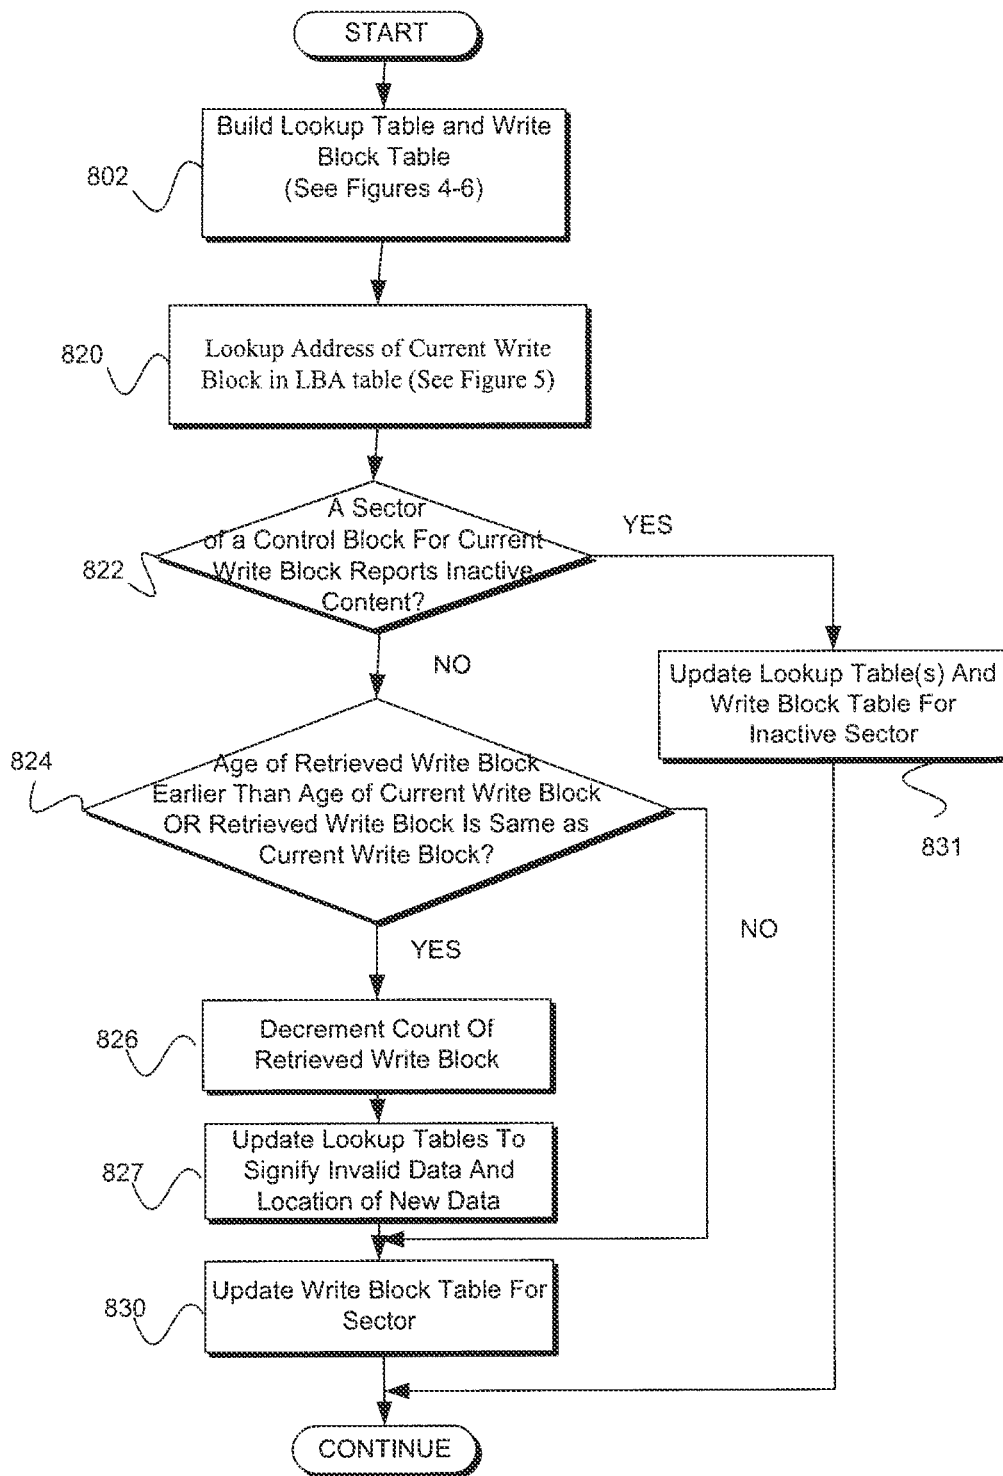 START
Build Lookup Table and Write
Block Table
(See Figures 4-6)
802
Lookup Address of Current Write
Block in LBA table (See Figure 5)
820
A Sector
of a Control Block For Current
Write Block Reports Inactive
Content?
822
YES
NO
Update Lookup Table(s) And
Write Block Table For
Inactive Sector
831
Age of Retrieved Write Block
Earlier Than Age of Current Write Block
OR Retrieved Write Block Is Same as
Current Write Block?
824
NO
YES
Decrement Count Of
Retrieved Write Block
826
Update Lookup Tables To
Signify Invalid Data And
Location of New Data
827
Update Write Block Table For
Sector
830
CONTINUE